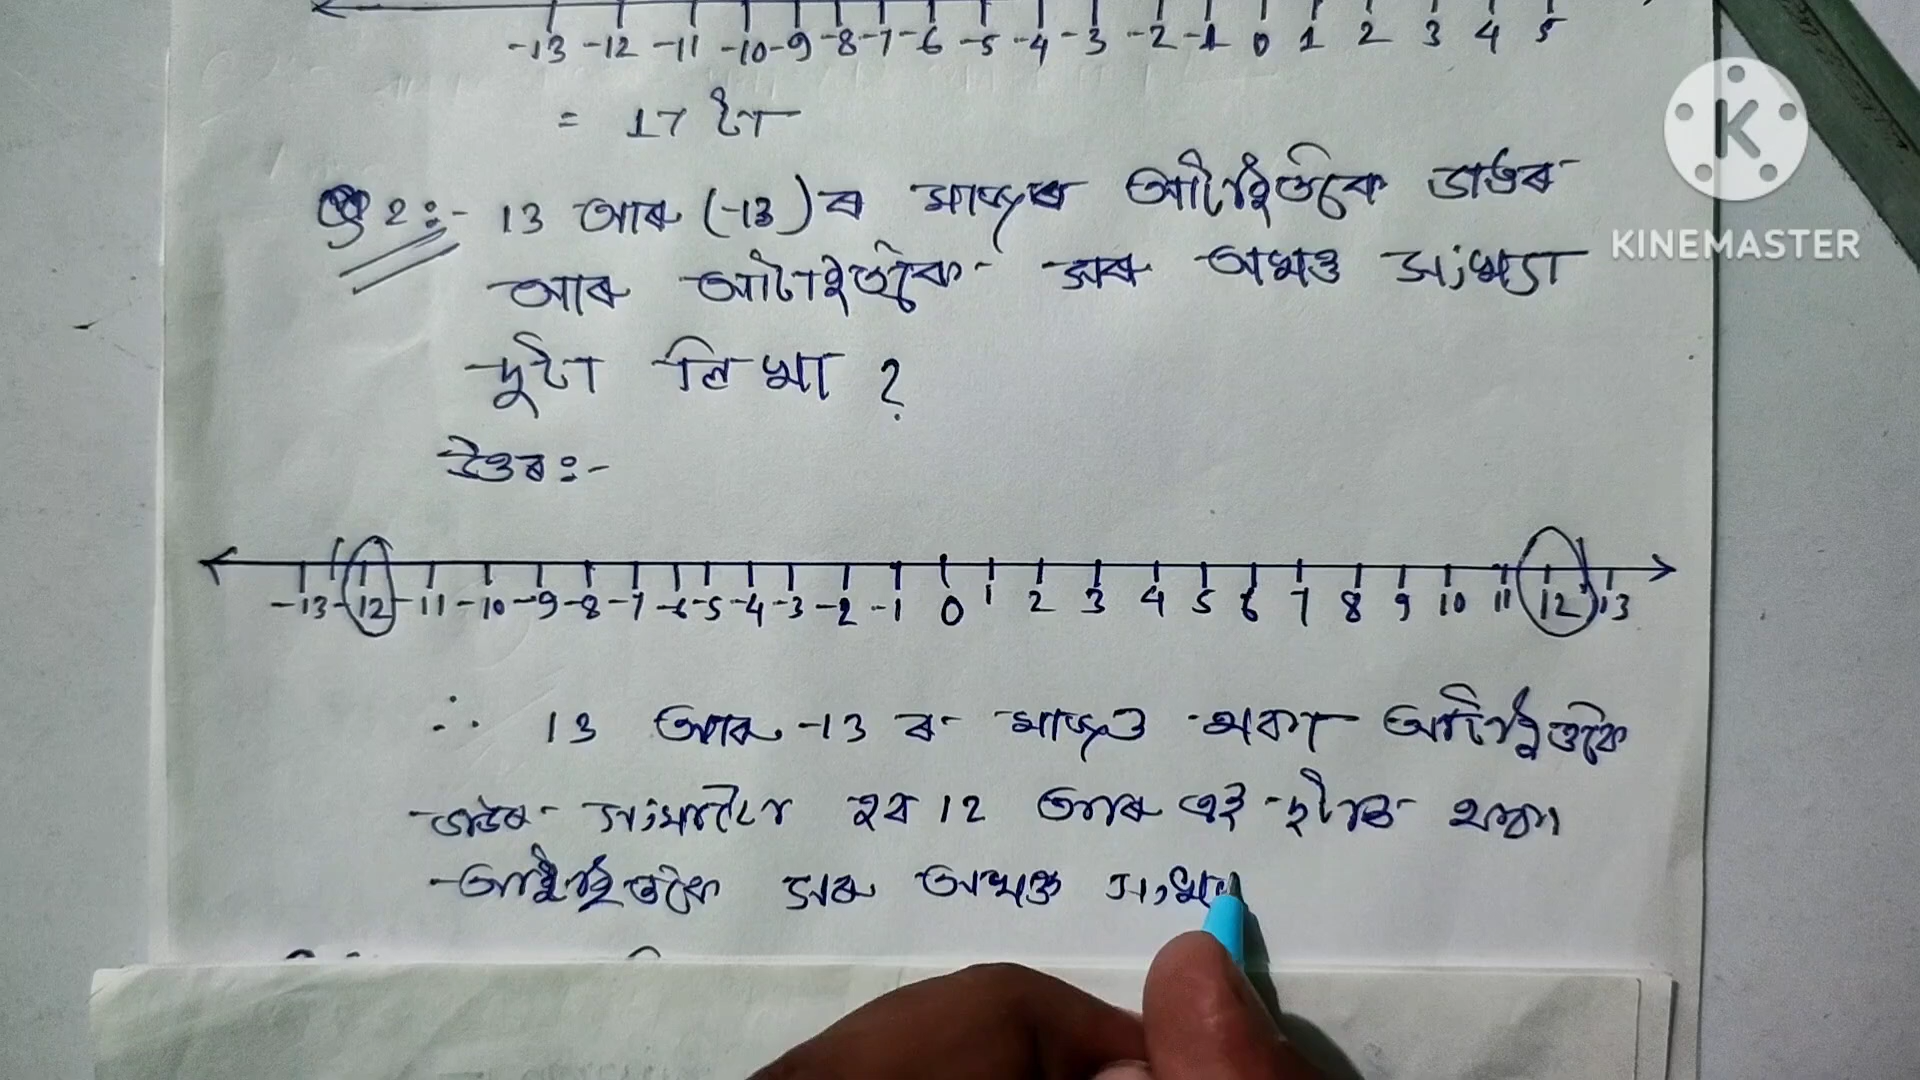 -13 -12 -11 -10 -9 -8 -7 -6 -5 -4 -3 -2 -1 0 1 2 3 4 5
= 17 টা
KINEMASTER
Q 2:- 13 আৰু (-13) ৰ মাজৰ আটাইতকৈ ডাঙৰ
আৰু আটাইতকৈ সৰু অখণ্ড সংখ্যা
দুটা লিখা ?
উত্তৰঃ-
-13 -12 -11 -10 -9 -8 -7 -6 -5 -4 -3 -2 -1 0 1 2 3 4 5 6 7 8 9 10 11 12 13
∴ 13 আৰু -13 ৰ মাজত থকা আটাইতকৈ
ডাঙৰ সংখ্যাটো হ'ব 12 আৰু এই থকা
আটাইতকৈ সৰু অখণ্ড সংখ্যা